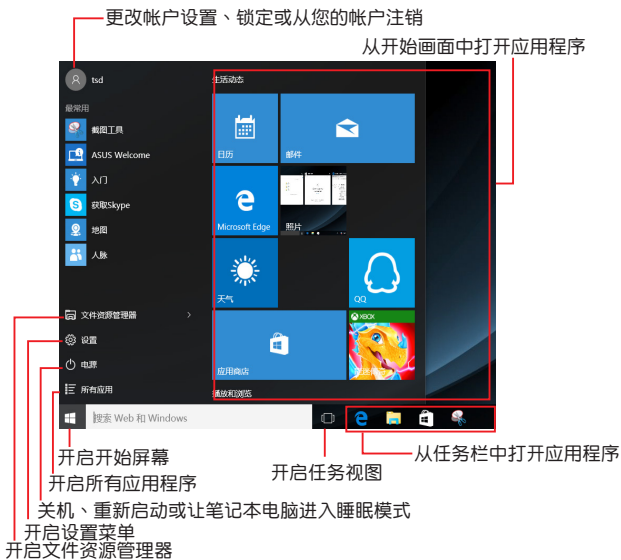 更改帐户设置、锁定或从您的帐户注销
从开始画面中打开应用程序
tsd
生活动态
最常用
截图工具
ASUS Welcome
入门
获取Skype
地图
人脉
日历
邮件
Microsoft Edge
照片
天气
QQ
XBOX
应用商店
文件资源管理器
设置
电源
所有应用
播放和浏览
搜索 Web 和 Windows
从任务栏中打开应用程序
开启开始屏幕
开启任务视图
开启所有应用程序
关机、重新启动或让笔记本电脑进入睡眠模式
开启设置菜单
开启文件资源管理器